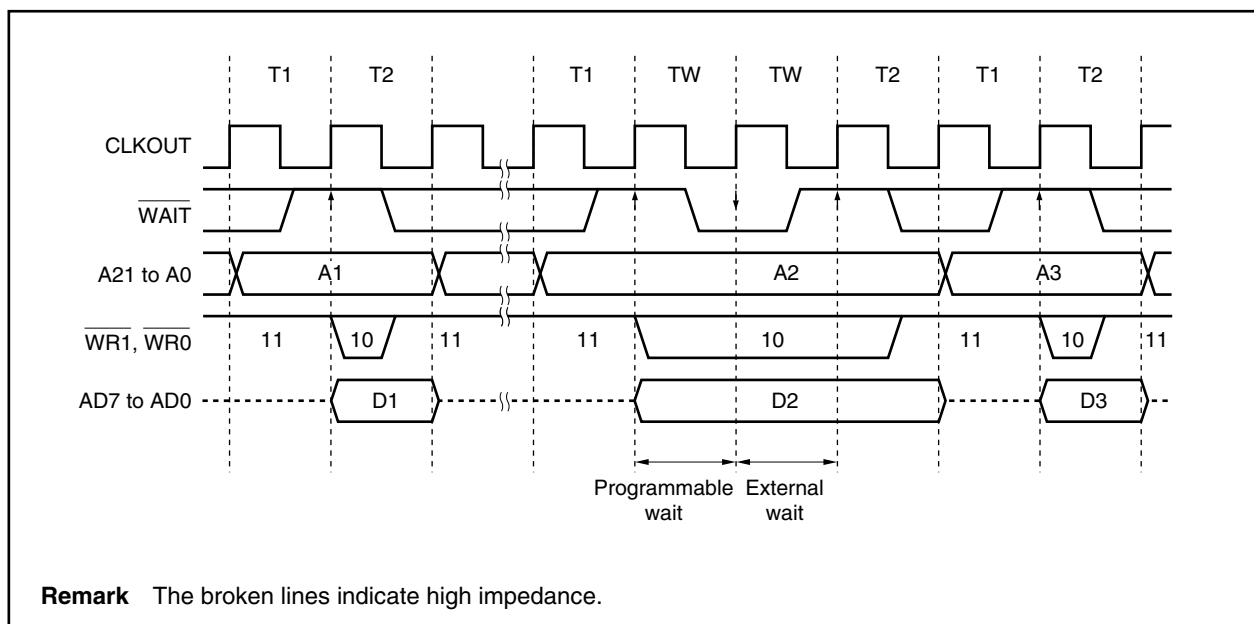 T1 T2 T1 TW TW T2 T1 T2
CLKOUT
WAIT
A21 to A0 A1 A2 A3
WR1, WR0 11 10 11 11 10 11 10 11
AD7 to AD0 D1 D2 D3
Programmable wait
External wait
Remark The broken lines indicate high impedance.